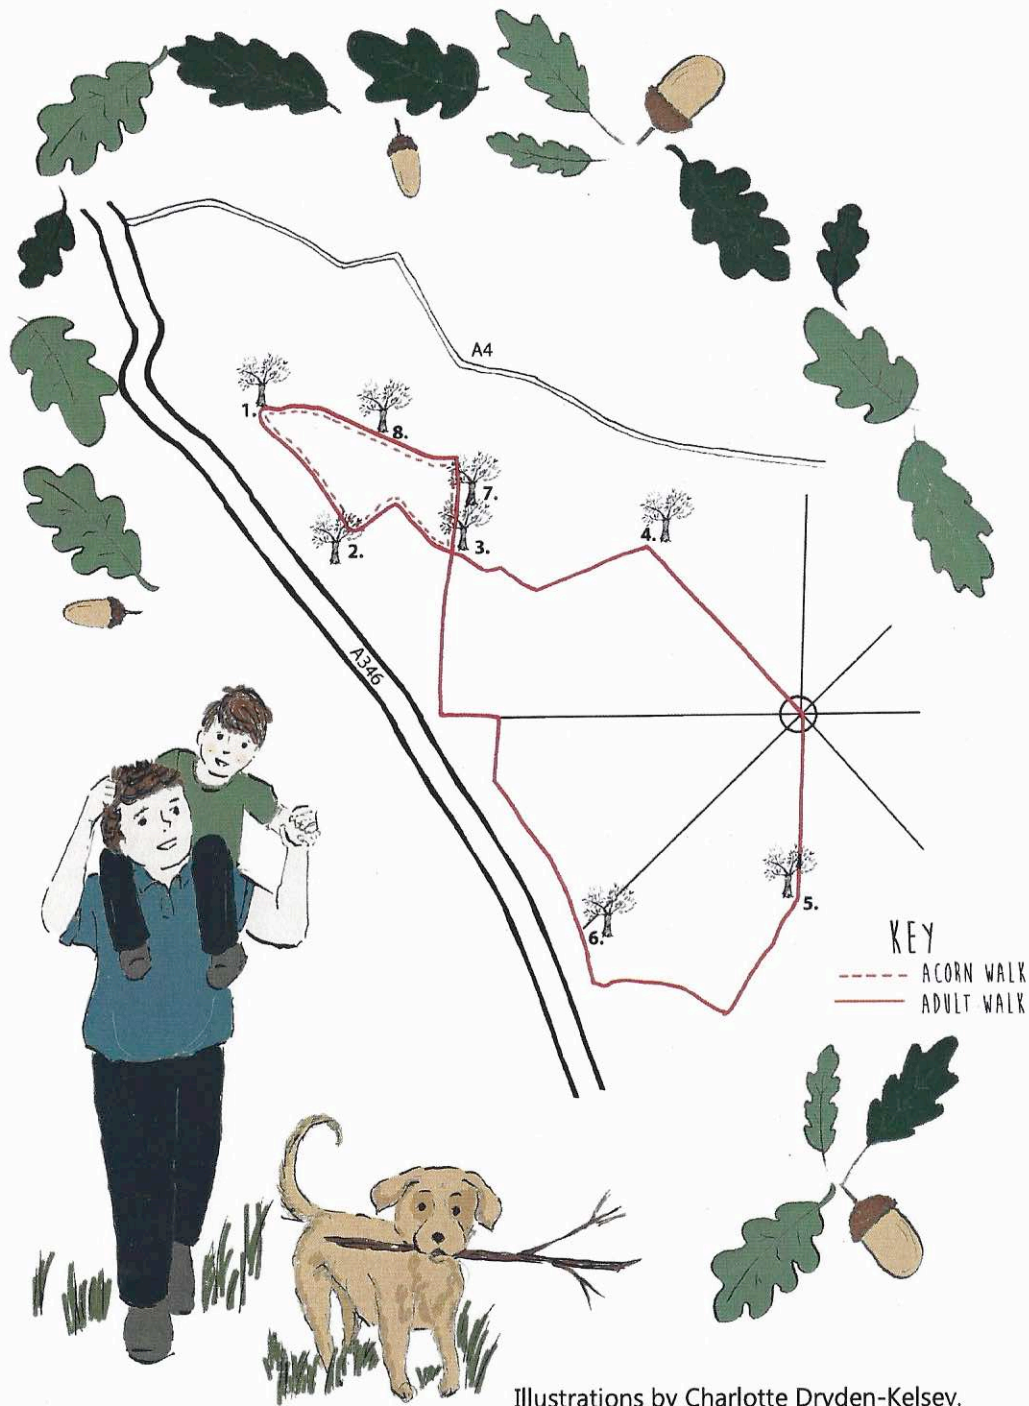 A4
1.
8.
7.
2.
3.
4.
A346
5.
6.
KEY
ACORN WALK
ADULT WALK
Illustrations by Charlotte Dryden-Kelsey.